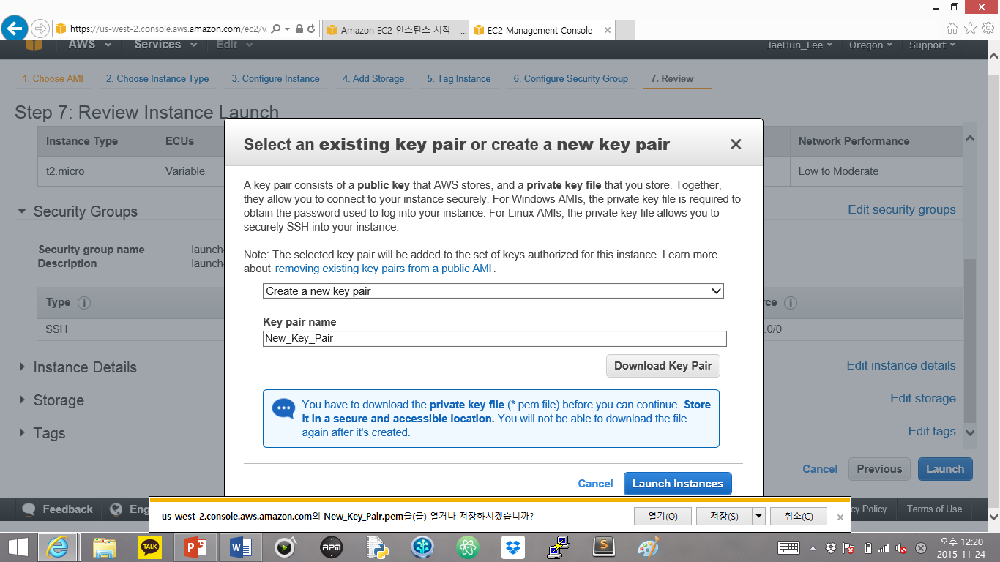 https://us-west-2.console.aws.amazon.com/ec2/v.
Amazon EC2 인스턴스 시작 - ...
EC2 Management Console
AWS
Services
Edit
JaeHun_Lee
Oregon
Support
1. Choose AMI
2. Choose Instance Type
3. Configure Instance
4. Add Storage
5. Tag Instance
6. Configure Security Group
7. Review
Step 7: Review Instance Launch
Instance Type
ECUs
Network Performance
t2.micro
Variable
Low to Moderate
Security Groups
Edit security groups
Security group name
launch
Description
launch
Type
rce
SSH
.0/0
Instance Details
Edit instance details
Storage
Edit storage
Tags
Edit tags
Cancel
Previous
Launch
Select an existing key pair or create a new key pair
A key pair consists of a public key that AWS stores, and a private key file that you store. Together,
they allow you to connect to your instance securely. For Windows AMIs, the private key file is required to
obtain the password used to log into your instance. For Linux AMIs, the private key file allows you to
securely SSH into your instance.
Note: The selected key pair will be added to the set of keys authorized for this instance. Learn more
about removing existing key pairs from a public AMI.
Create a new key pair
Key pair name
New_Key_Pair
Download Key Pair
You have to download the private key file (*.pem file) before you can continue. Store
it in a secure and accessible location. You will not be able to download the file
again after it's created.
Cancel
Launch Instances
Feedback
Eng
cy Policy
Terms of Use
us-west-2.console.aws.amazon.com의 New_Key_Pair.pem을(를) 열거나 저장하시겠습니까?
열기(O)
저장(S)
취소(C)
TALK
APM
오후 12:20
2015-11-24